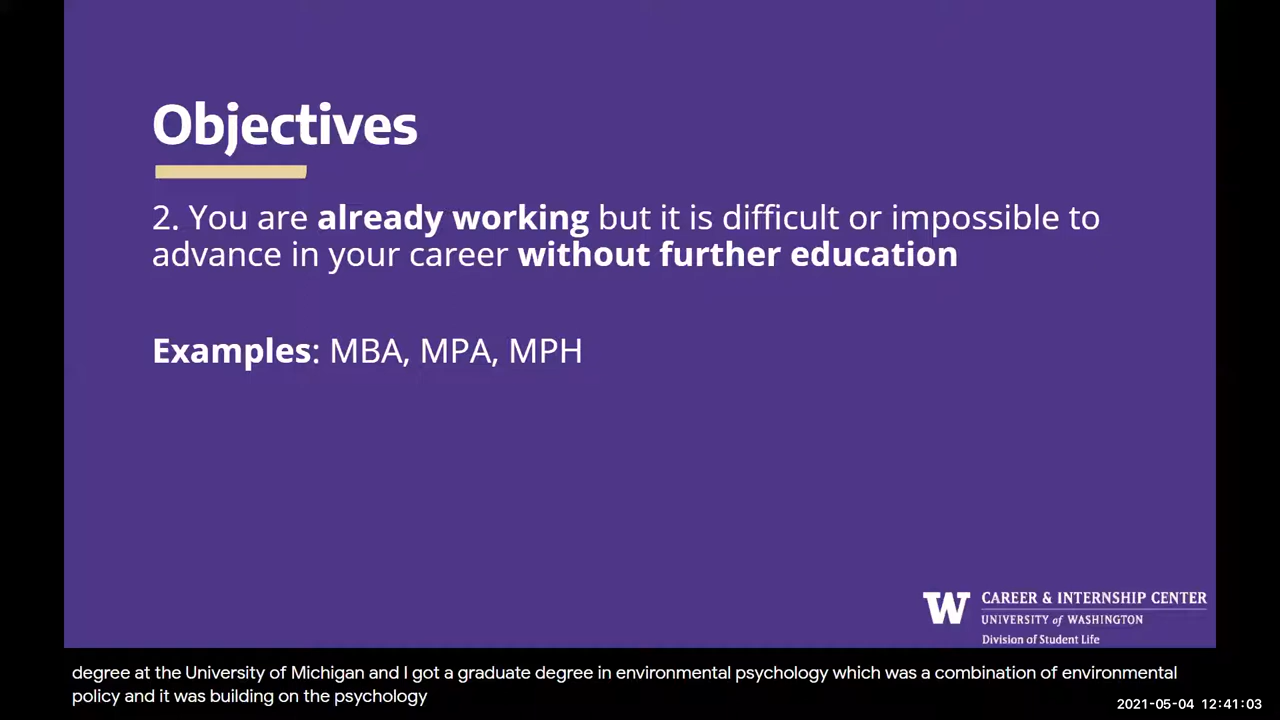 Objectives
2. You are already working but it is difficult or impossible to
advance in your career without further education
Examples: MBA, MPA, MPH
W
CAREER & INTERNSHIP CENTER
UNIVERSITY of WASHINGTON
Division of Student Life
degree at the University of Michigan and I got a graduate degree in environmental psychology which was a combination of environmental
policy and it was building on the psychology
2021-05-04 12:41:03